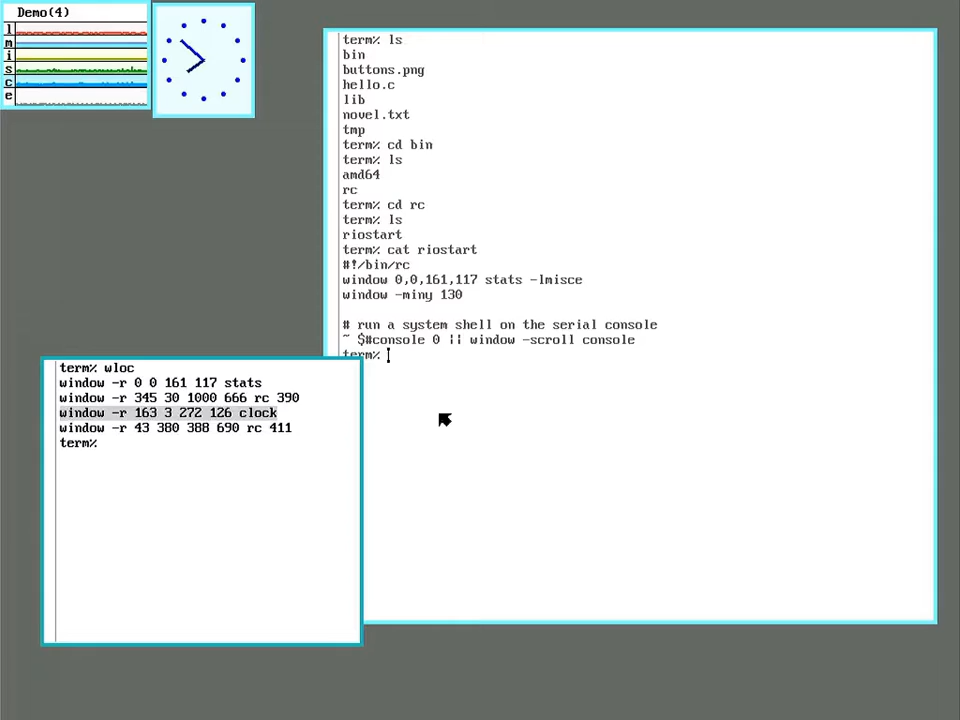 Demo(4)
l
m
i
s
c
e
term% ls
bin
buttons.png
hello.c
lib
novel.txt
tmp
term% cd bin
term% ls
amd64
rc
term% cd rc
term% ls
riostart
term% cat riostart
#!/bin/rc
window 0,0,161,117 stats -lmisce
window -miny 130
# run a system shell on the serial console
~ $#console 0 || window -scroll console
term%
term% wloc
window -r 0 0 161 117 stats
window -r 345 30 1000 666 rc 390
window -r 163 3 272 126 clock
window -r 43 380 388 690 rc 411
term%